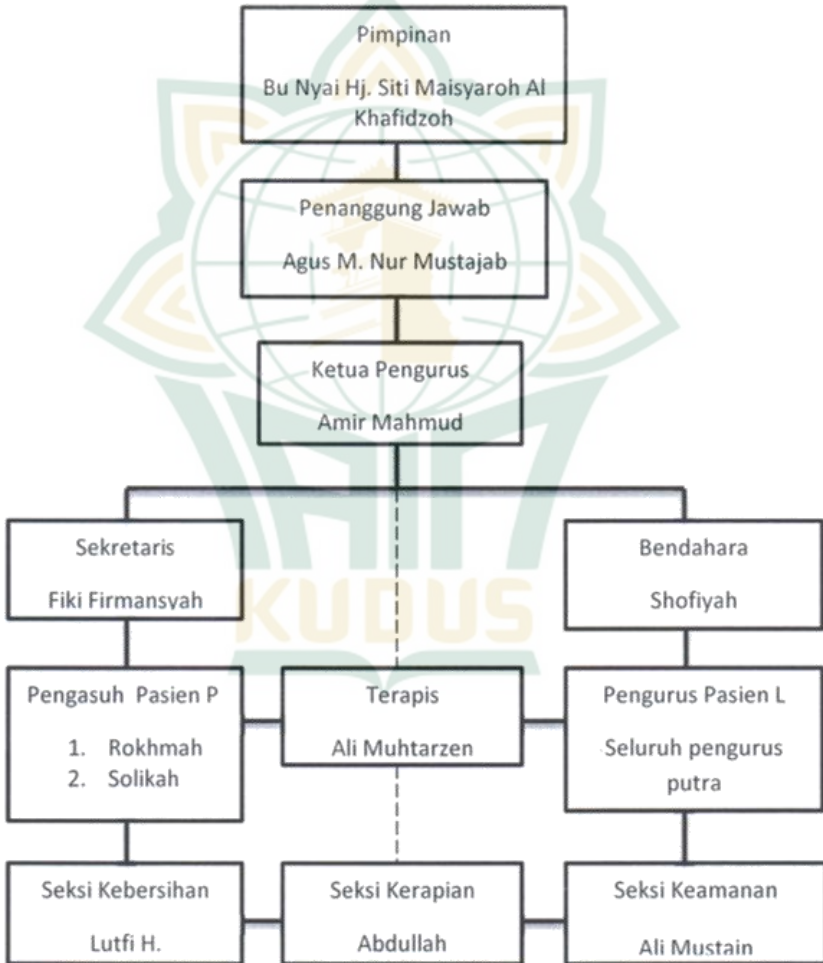 Pimpinan
Bu Nyai Hj. Siti Maisyaroh Al
Khafidzoh
Penanggung Jawab
Agus M. Nur Mustajab
Ketua Pengurus
Amir Mahmud
Sekretaris
Fiki Firmansyah
Bendahara
Shofiyah
KUDUS
Pengasuh Pasien P
1. Rokhmah
2. Solikah
Terapis
Ali Muhtarzen
Pengurus Pasien L
Seluruh pengurus
putra
Seksi Kebersihan
Lutfi H.
Seksi Kerapian
Abdullah
Seksi Keamanan
Ali Mustain